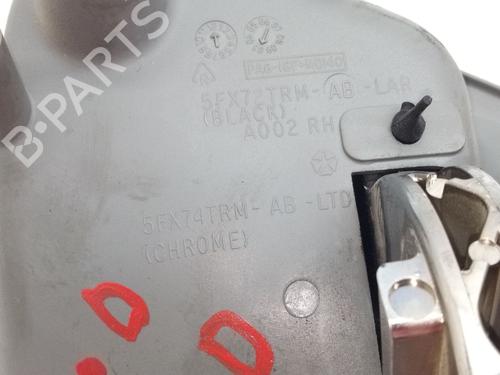 5FX72TRM-AB-LAR
(BLACK)
A002 RH
5FX74TRM-AB-LTD
(CHROME)
D
D
B-PARTS